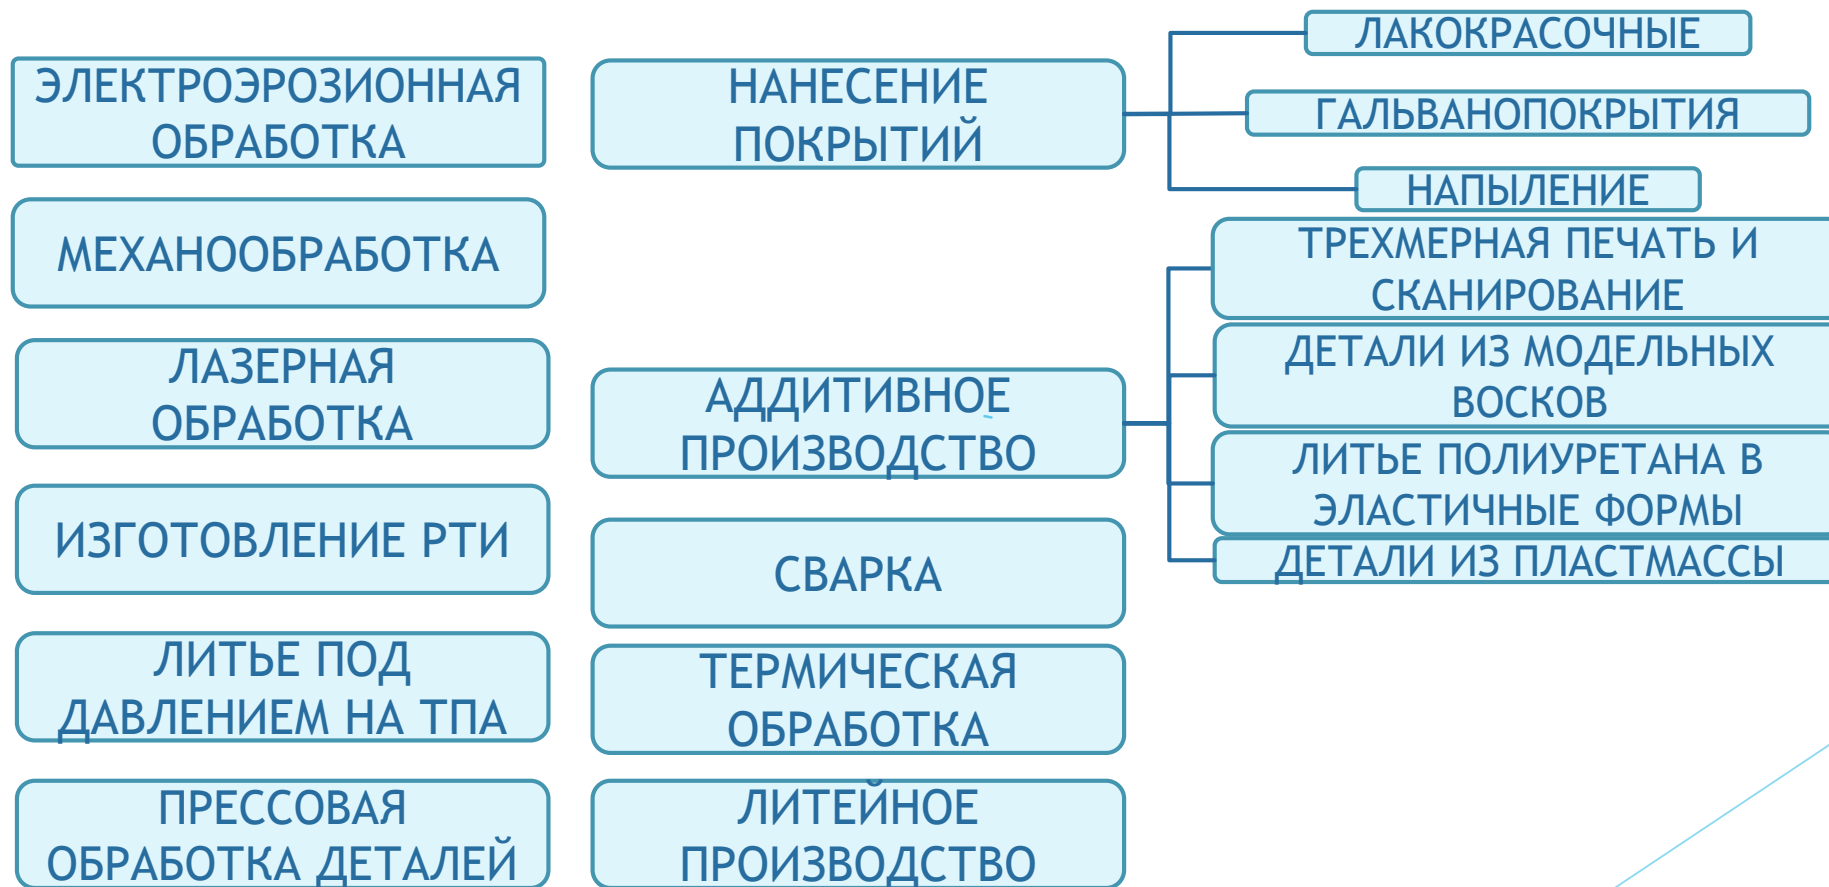 ЭЛЕКТРОЭРОЗИОННАЯ
ОБРАБОТКА
МЕХАНООБРАБОТКА
ЛАЗЕРНАЯ
ОБРАБОТКА
ИЗГОТОВЛЕНИЕ РТИ
ЛИТЬЕ ПОД
ДАВЛЕНИЕМ НА ТПА
ПРЕССОВАЯ
ОБРАБОТКА ДЕТАЛЕЙ
НАНЕСЕНИЕ
ПОКРЫТИЙ
АДДИТИВНОЕ
ПРОИЗВОДСТВО
СВАРКА
ТЕРМИЧЕСКАЯ
ОБРАБОТКА
ЛИТЕЙНОЕ
ПРОИЗВОДСТВО
ЛАКОКРАСОЧНЫЕ
ГАЛЬВАНОПОКРЫТИЯ
НАПЫЛЕНИЕ
ТРЕХМЕРНАЯ ПЕЧАТЬ И
СКАНИРОВАНИЕ
ДЕТАЛИ ИЗ МОДЕЛЬНЫХ
ВОСКОВ
ЛИТЬЕ ПОЛИУРЕТАНА В
ЭЛАСТИЧНЫЕ ФОРМЫ
ДЕТАЛИ ИЗ ПЛАСТМАССЫ